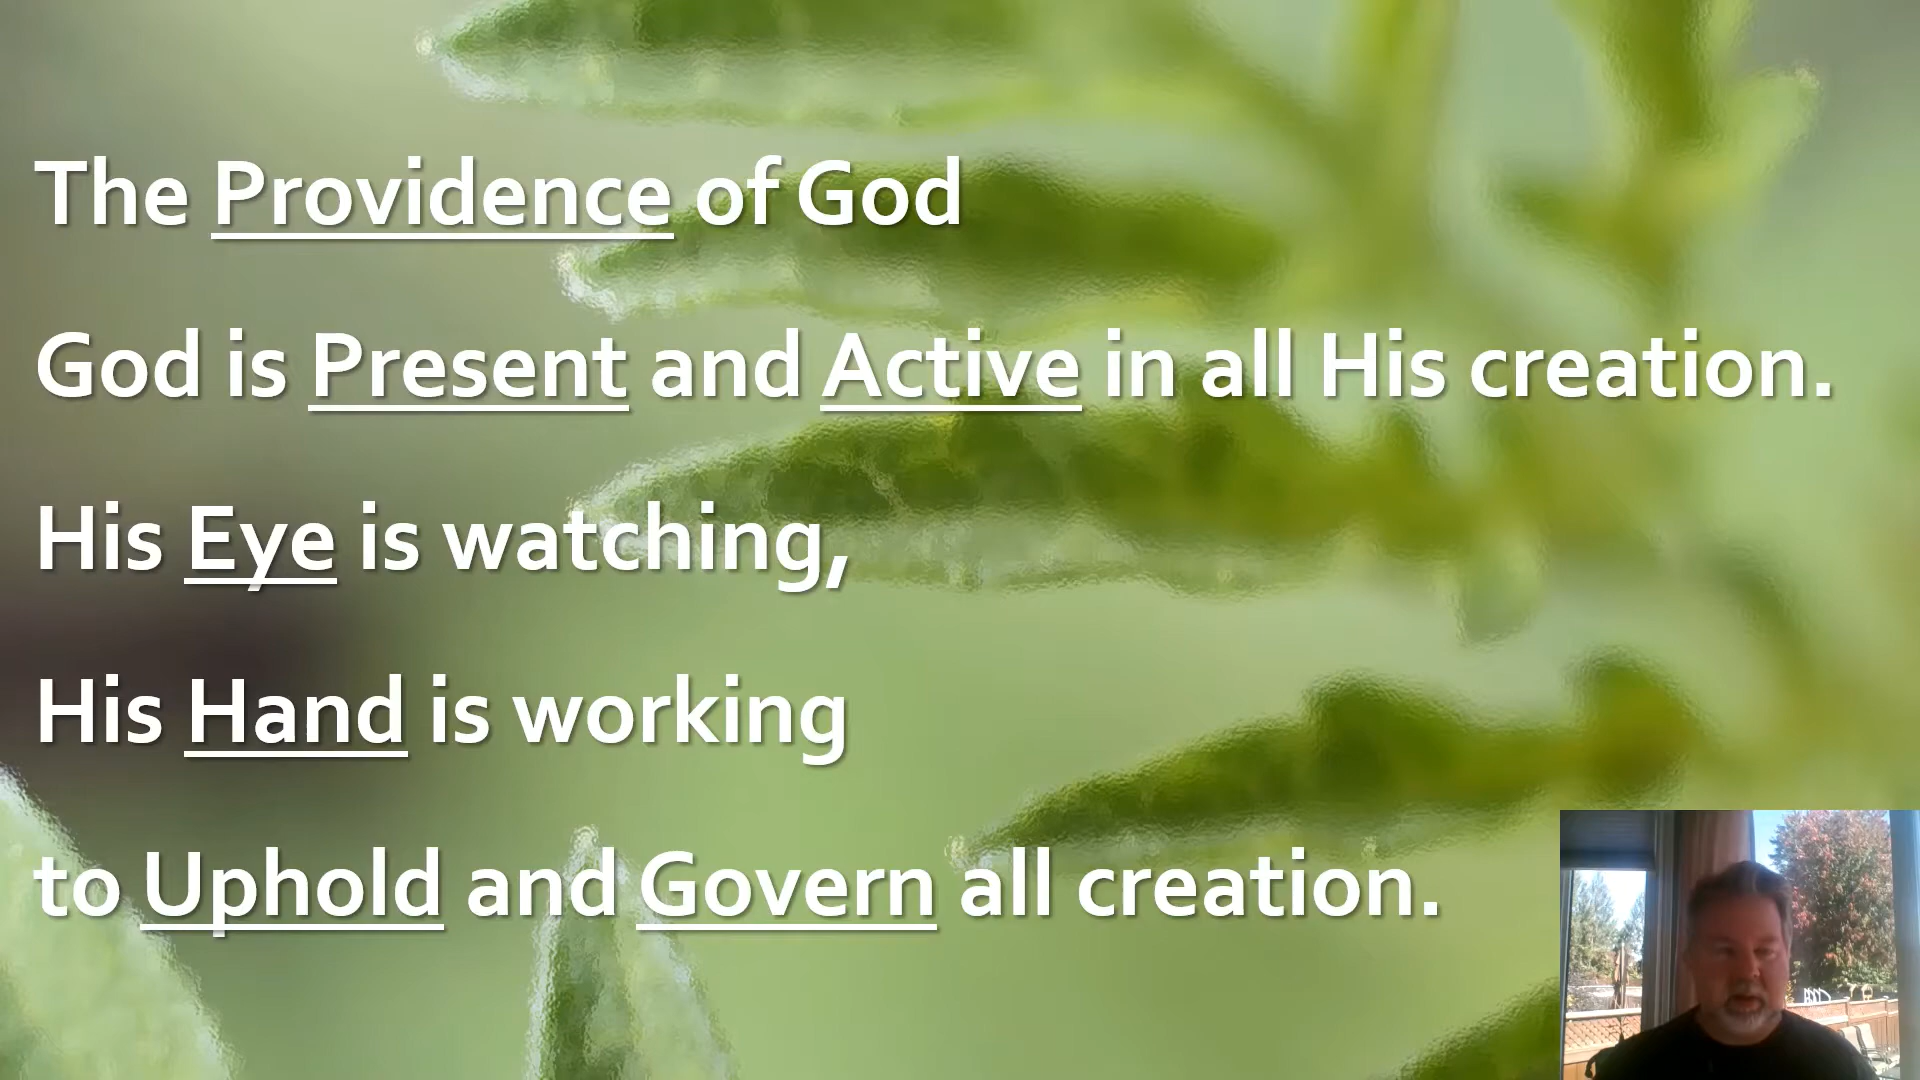 The Providence of God
God is Present and Active in all His creation.
His Eye is watching,
His Hand is working
to Uphold and Govern all creation.